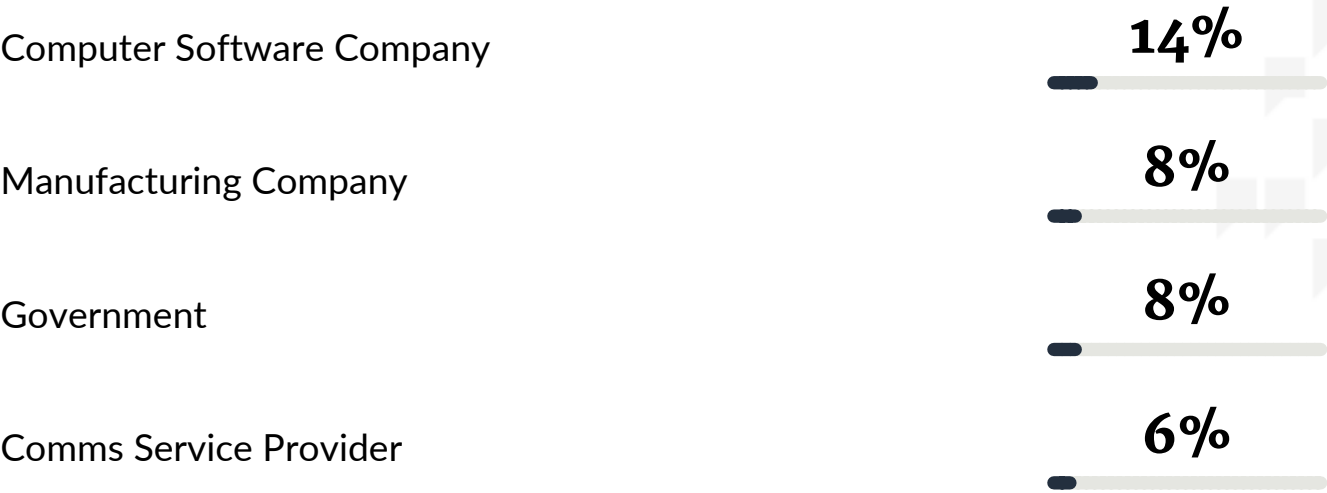 Computer Software Company 14%
Manufacturing Company 8%
Government 8%
Comms Service Provider 6%